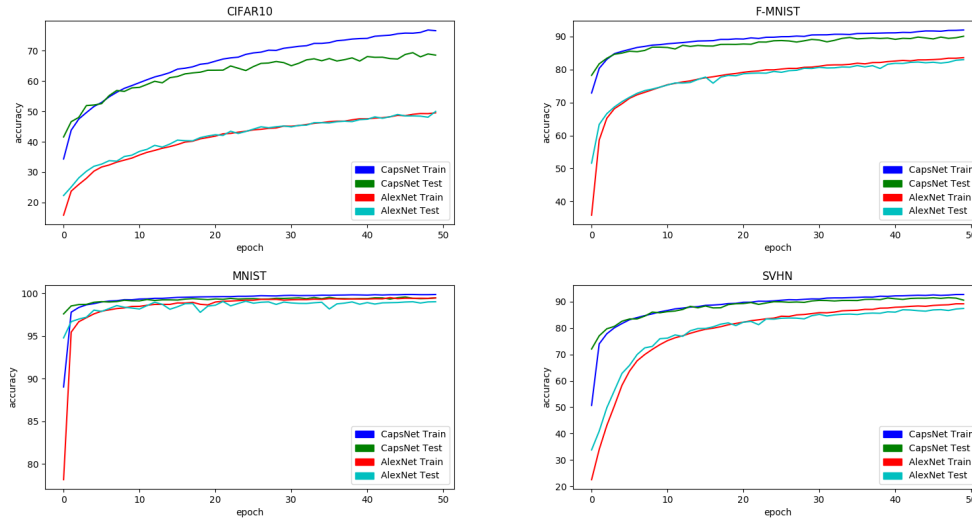 CIFAR10
70
60
50
40
30
20
accuracy
0
10
20
30
40
50
epoch
CapsNet Train
CapsNet Test
AlexNet Train
AlexNet Test
F-MNIST
90
80
70
60
50
40
accuracy
0
10
20
30
40
50
epoch
CapsNet Train
CapsNet Test
AlexNet Train
AlexNet Test
MNIST
100
95
90
85
80
accuracy
0
10
20
30
40
50
epoch
CapsNet Train
CapsNet Test
AlexNet Train
AlexNet Test
SVHN
90
80
70
60
50
40
30
20
accuracy
0
10
20
30
40
50
epoch
CapsNet Train
CapsNet Test
AlexNet Train
AlexNet Test